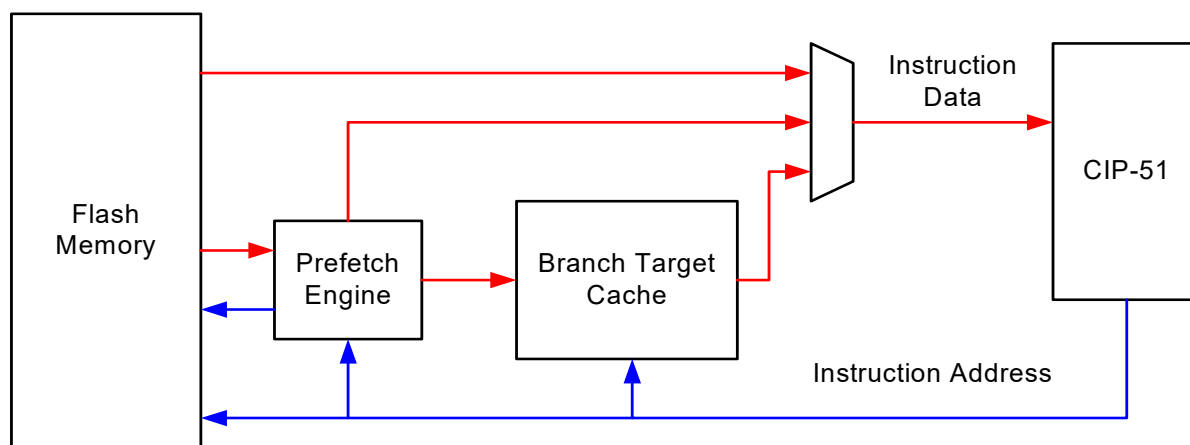 Instruction
Data
CIP-51
Flash
Memory
Prefetch
Engine
Branch Target
Cache
Instruction Address